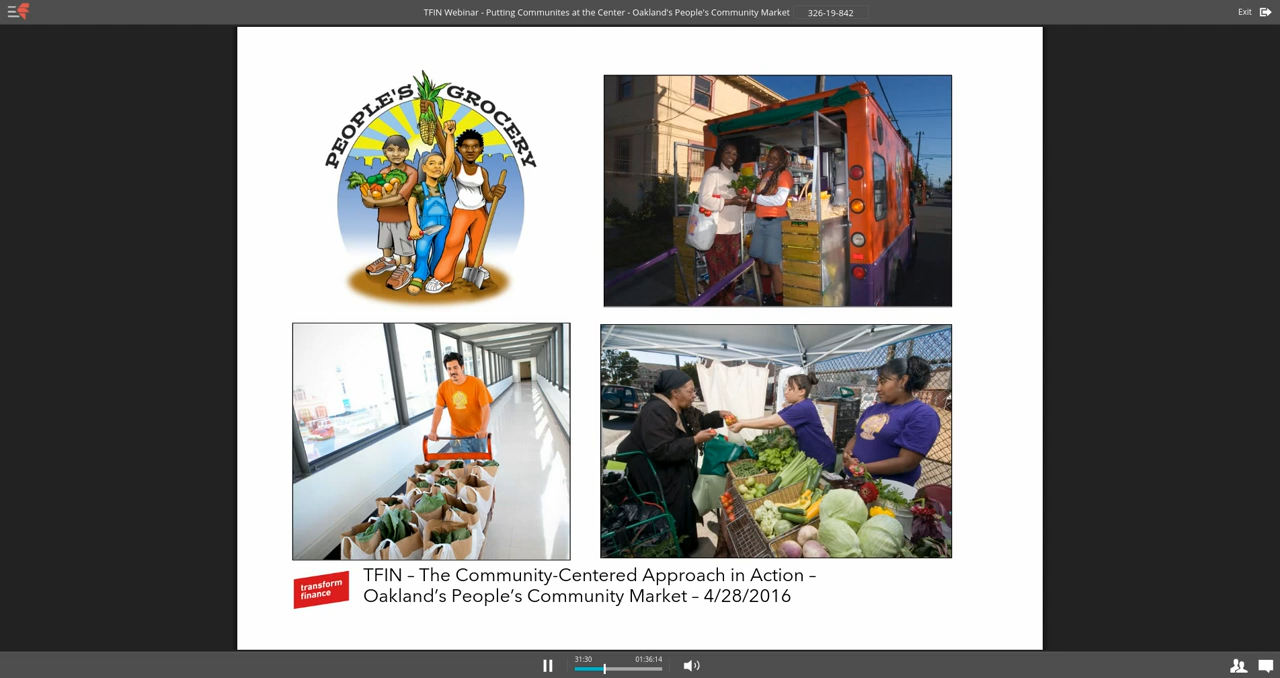 TFIN Webinar - Putting Communites at the Center - Oakland's People's Community Market
326-19-842
Exit
PEOPLE'S GROCERY
transform
finance
TFIN – The Community-Centered Approach in Action –
Oakland's People's Community Market – 4/28/2016
31:30
01:36:14